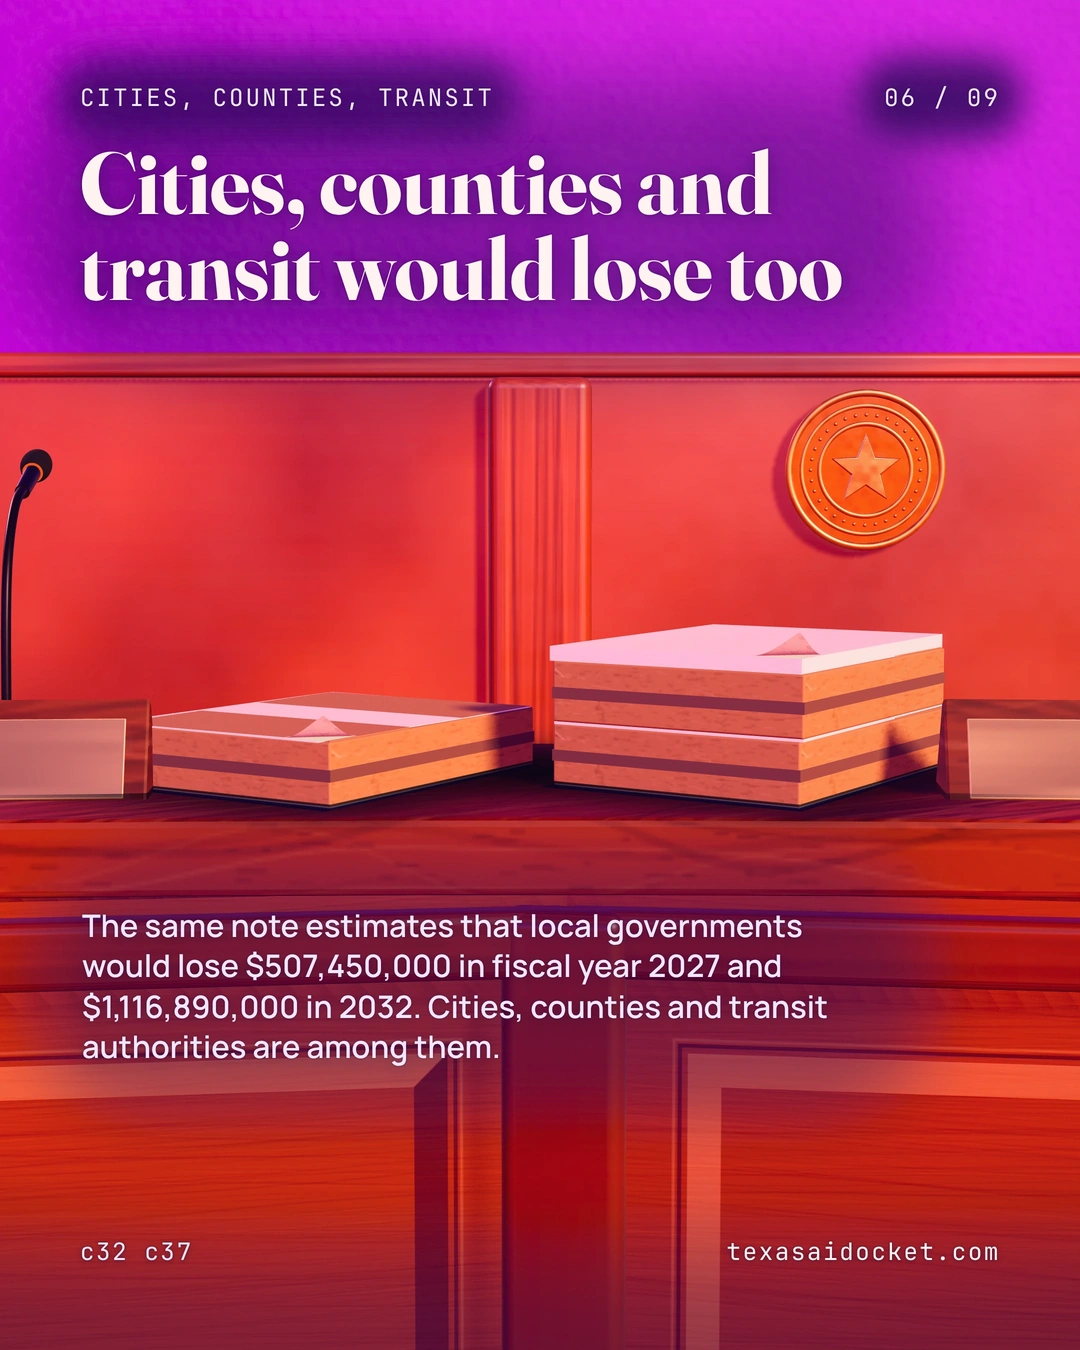 CITIES, COUNTIES, TRANSIT
06 / 09
Cities, counties and
transit would lose too
The same note estimates that local governments
would lose $507,450,000 in fiscal year 2027 and
$1,116,890,000 in 2032. Cities, counties and transit
authorities are among them.
c32 c37
texasaidocket.com